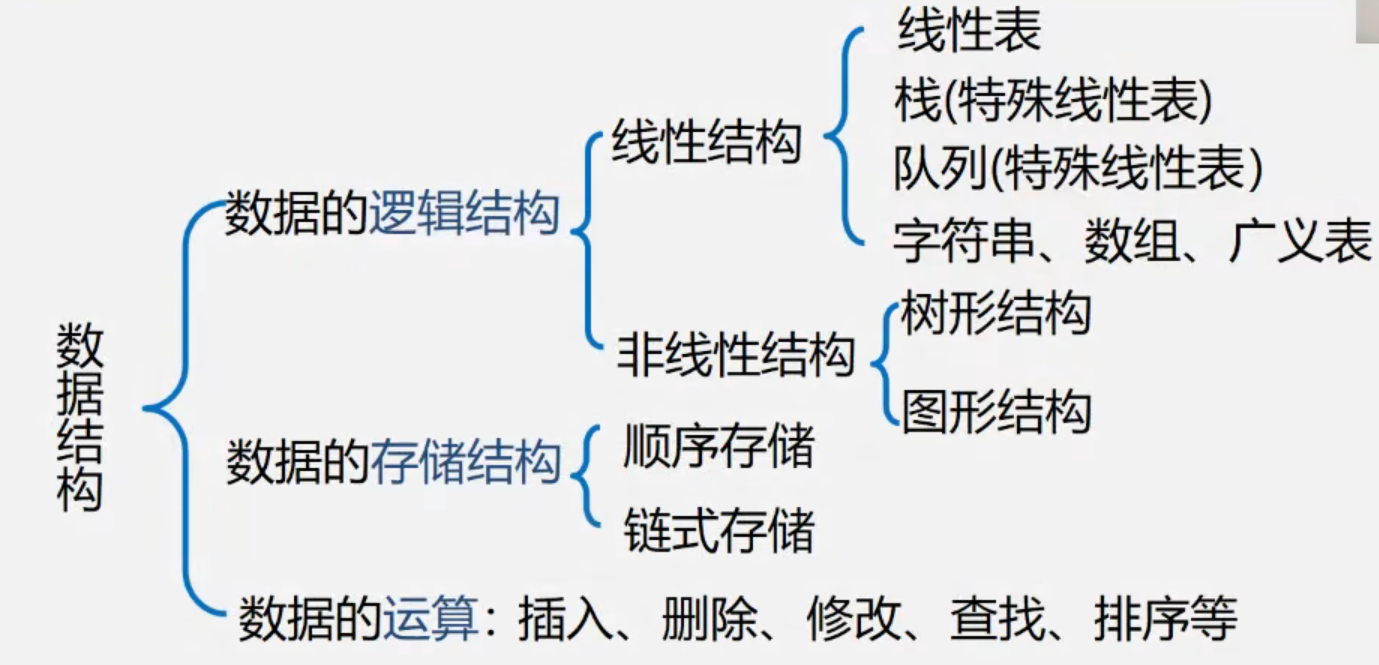 线性表
栈(特殊线性表)
队列(特殊线性表）
字符串、数组、广义表
线性结构
数据的逻辑结构
树形结构
非线性结构
图形结构
数据结构
顺序存储
数据的存储结构
链式存储
数据的运算：插入、删除、修改、查找、排序等